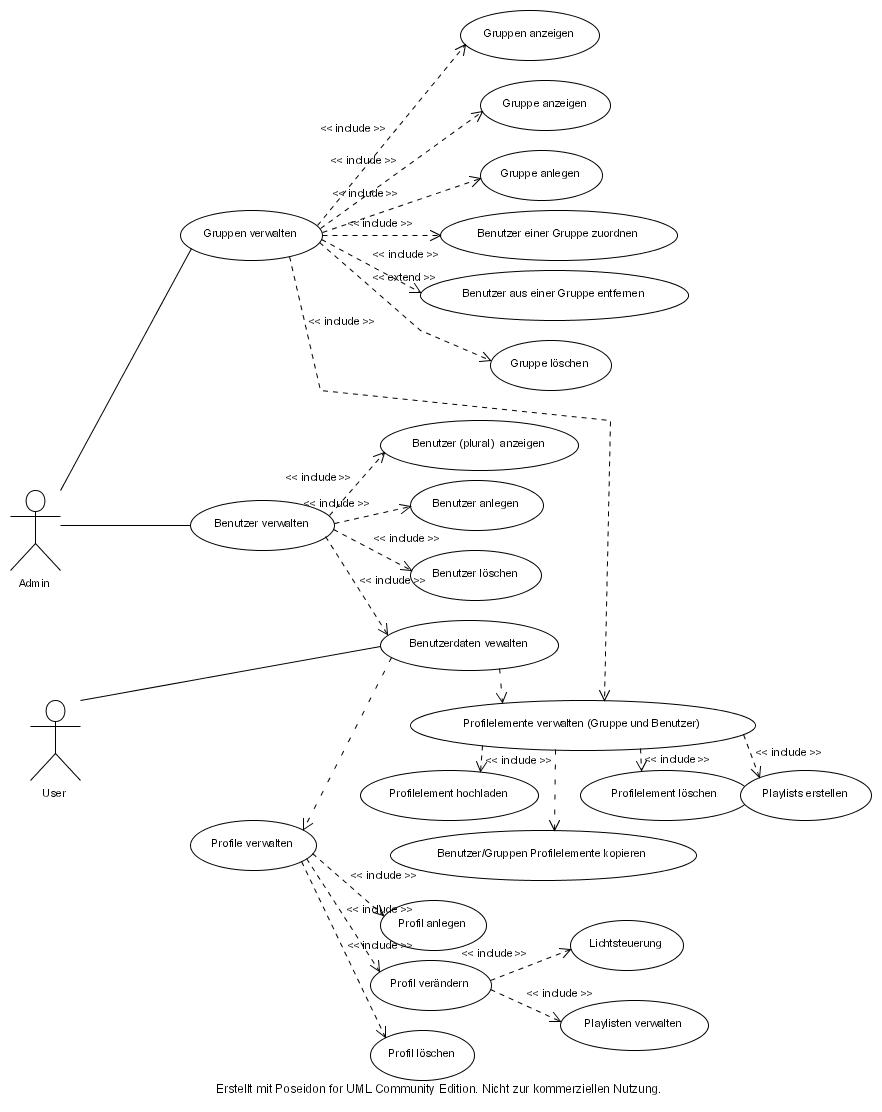 Gruppen anzeigen
Gruppe anzeigen
<< include >>
<< include >>
Gruppe anlegen
<< include >>
<< include >>
Gruppen verwalten
Benutzer einer Gruppe zuordnen
<< include >>
<< extend >>
Benutzer aus einer Gruppe entfernen
<< include >>
Gruppe löschen
Benutzer (plural) anzeigen
<< include >>
<< include >>
Benutzer anlegen
Benutzer verwalten
<< include >>
Benutzer löschen
<< include >>
Admin
Benutzerdaten vewalten
Profilelemente verwalten (Gruppe und Benutzer)
<< include >>
<< include >>
<< include >>
User
Profilelement hochladen
Profilelement löschen
Playlists erstellen
Profile verwalten
Benutzer/Gruppen Profilelemente kopieren
<< include >>
<< include >>
Profil anlegen
<< include >>
<< include >>
Lichtsteuerung
Profil verändern
<< include >>
Playlisten verwalten
Profil löschen
Erstellt mit Poseidon for UML Community Edition. Nicht zur kommerziellen Nutzung.